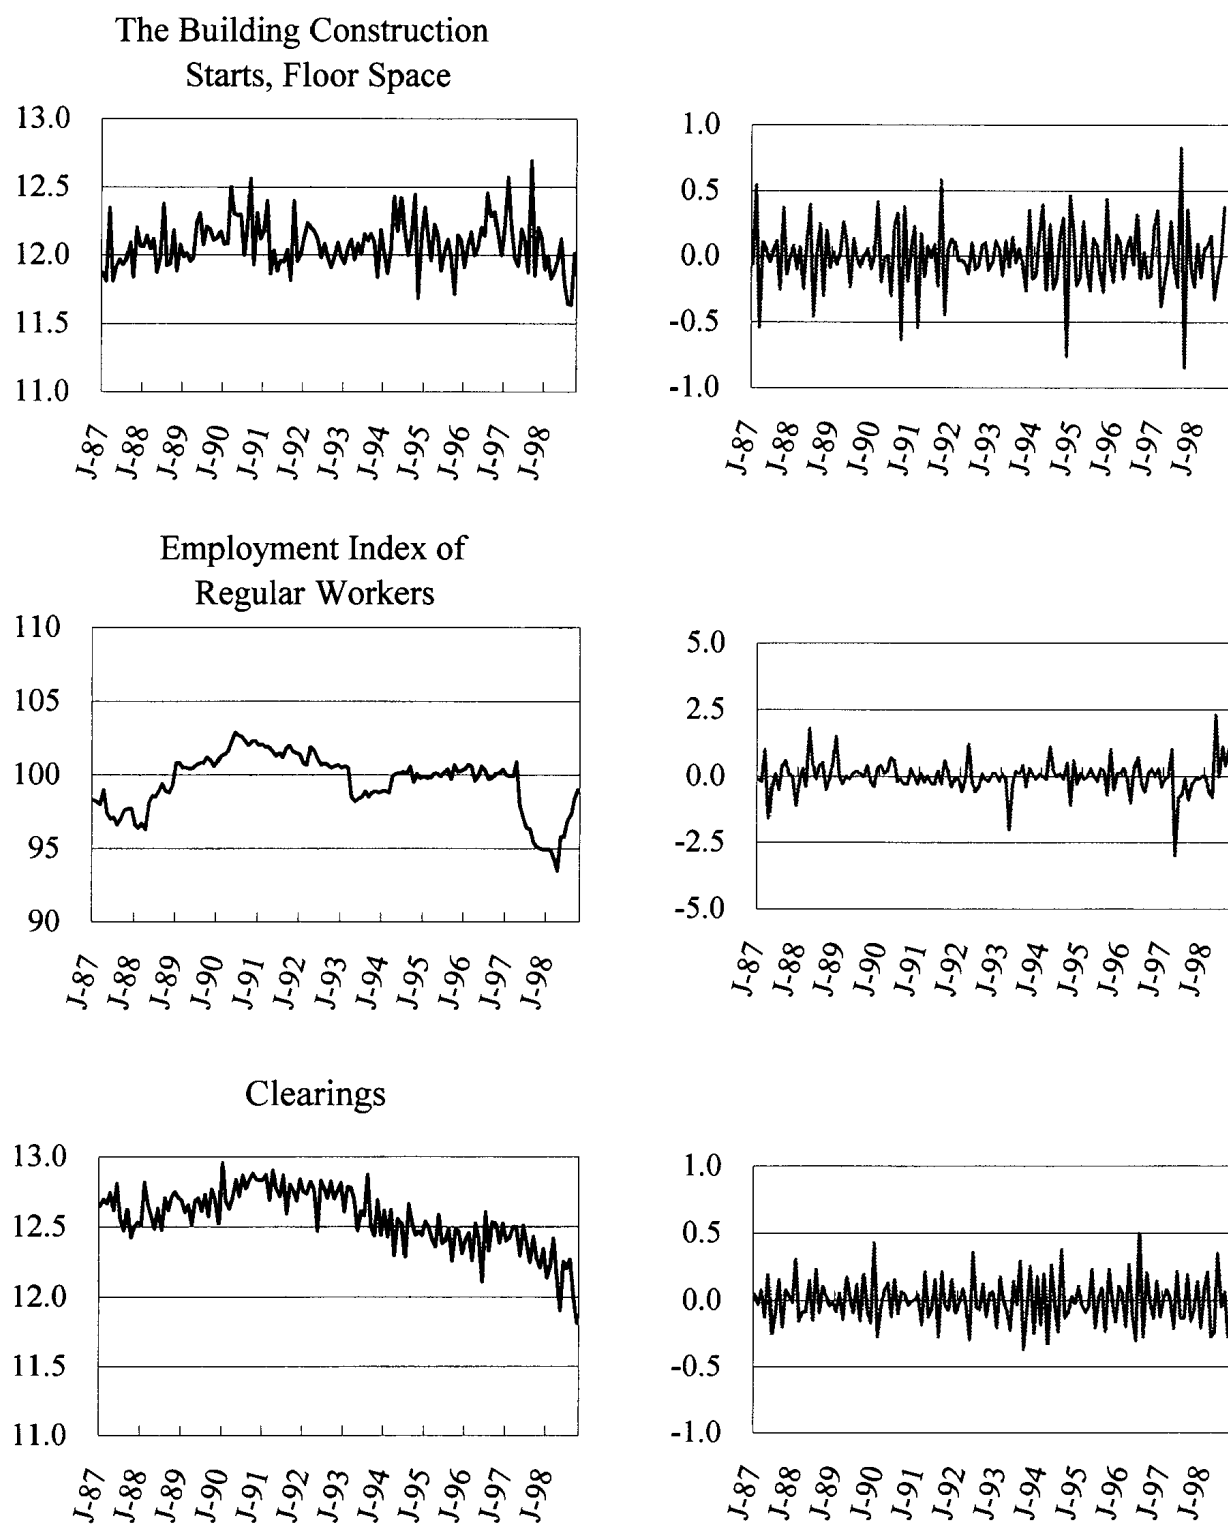 The Building Construction
Starts, Floor Space
13.0
12.5
12.0
11.5
11.0
J-87
J-88
J-89
J-90
J-91
J-92
J-93
J-94
J-95
J-96
J-97
J-98
1.0
0.5
0.0
-0.5
-1.0
J-87
J-88
J-89
J-90
J-91
J-92
J-93
J-94
J-95
J-96
J-97
J-98
Employment Index of
Regular Workers
110
105
100
95
90
J-87
J-88
J-89
J-90
J-91
J-92
J-93
J-94
J-95
J-96
J-97
J-98
5.0
2.5
0.0
-2.5
-5.0
J-87
J-88
J-89
J-90
J-91
J-92
J-93
J-94
J-95
J-96
J-97
J-98
Clearings
13.0
12.5
12.0
11.5
11.0
J-87
J-88
J-89
J-90
J-91
J-92
J-93
J-94
J-95
J-96
J-97
J-98
1.0
0.5
0.0
-0.5
-1.0
J-87
J-88
J-89
J-90
J-91
J-92
J-93
J-94
J-95
J-96
J-97
J-98